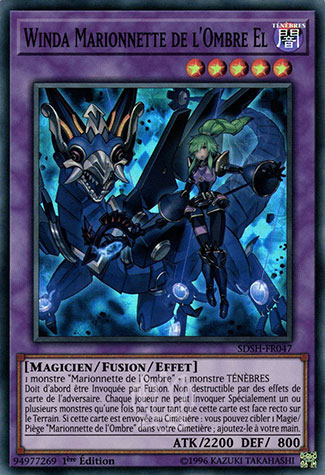 Winda Marionnette de l'Ombre El
TÉNÈBRES
闇
SDSH-FR047
[Magicien/Fusion/Effet]
1 monstre "Marionnette de l'Ombre" + 1 monstre TÉNÈBRES
Doit d'abord être Invoquée par Fusion. Non destructible par des effets
de carte de l'adversaire. Chaque joueur ne peut Invoquer Spécialement un ou
plusieurs monstres qu'une fois par tour tant que cette carte est face recto sur
le Terrain. Si cette carte est envoyée au Cimetière : vous pouvez cibler 1 Magie/
Piège "Marionnette de l'Ombre" dans votre Cimetière ; ajoutez-le à votre main.
ATK/2200 DEF/ 800
94977269 1ère Edition ©1996 KAZUKI TAKAHASHI